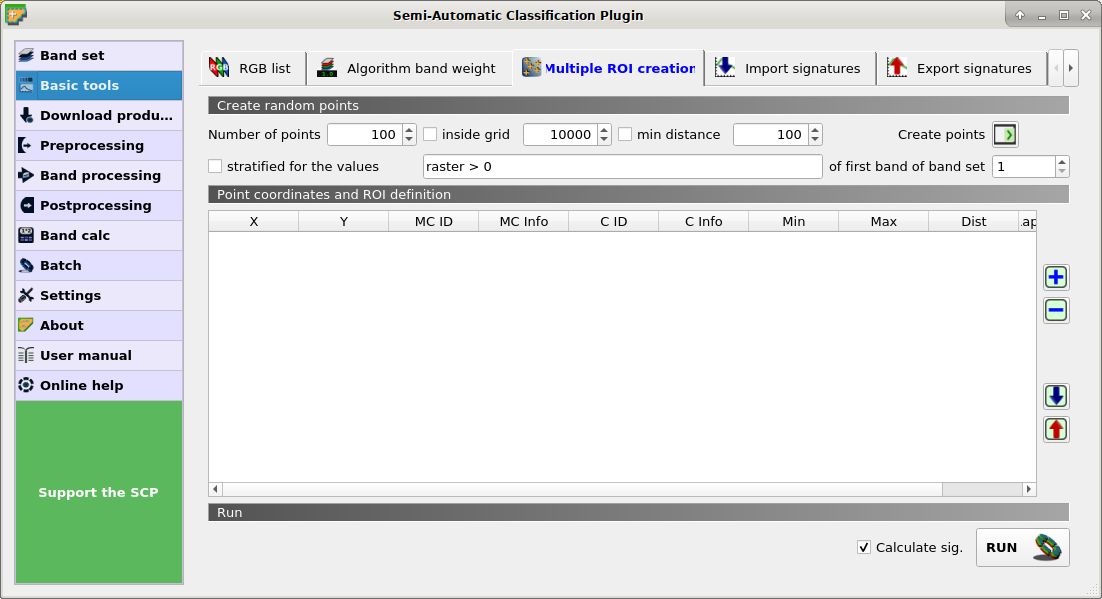 Semi-Automatic Classification Plugin
Band set
Basic tools
Download produ...
Preprocessing
Band processing
Postprocessing
Band calc
Batch
Settings
About
User manual
Online help
Support the SCP
RGB list
Algorithm band weight
Multiple ROI creation
Import signatures
Export signatures
Create random points
Number of points 100 inside grid 10000 min distance 100 Create points
stratified for the values raster > 0 of first band of band set 1
Point coordinates and ROI definition
X Y MC ID MC Info C ID C Info Min Max Dist .ap
Run
Calculate sig. RUN